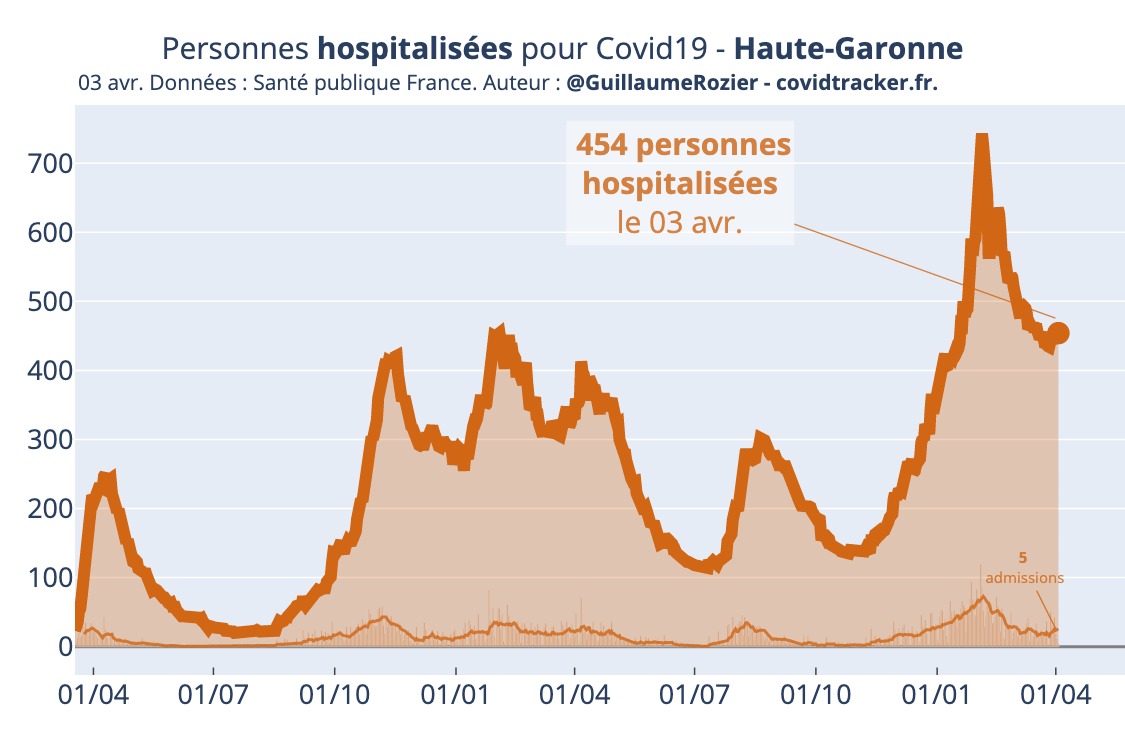 Personnes hospitalisées pour Covid19 - Haute-Garonne
03 avr. Données : Santé publique France. Auteur : @GuillaumeRozier - covidtracker.fr.
454 personnes
hospitalisées
le 03 avr.
700
600
500
400
300
200
100
0
5
admissions
01/04 01/07 01/10 01/01 01/04 01/07 01/10 01/01 01/04